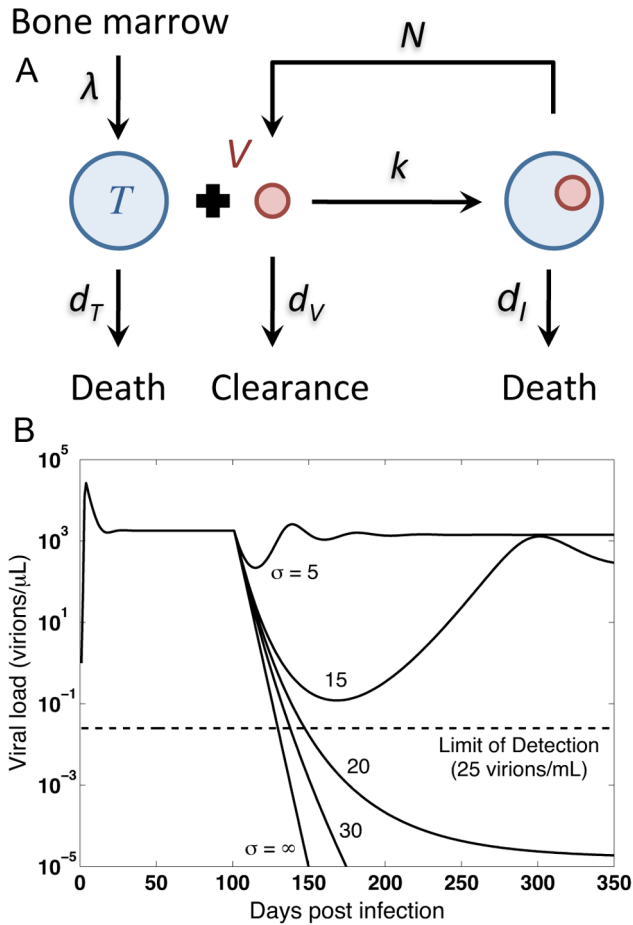 Bone marrow
A
λ
N
V
T
k
d_T
d_V
d_I
Death
Clearance
Death
B
10^5
10^3
10^1
10^-1
10^-3
10^-5
Viral load (virions/μL)
σ = 5
15
Limit of Detection
(25 virions/mL)
20
30
σ = ∞
0
50
100
150
200
250
300
350
Days post infection